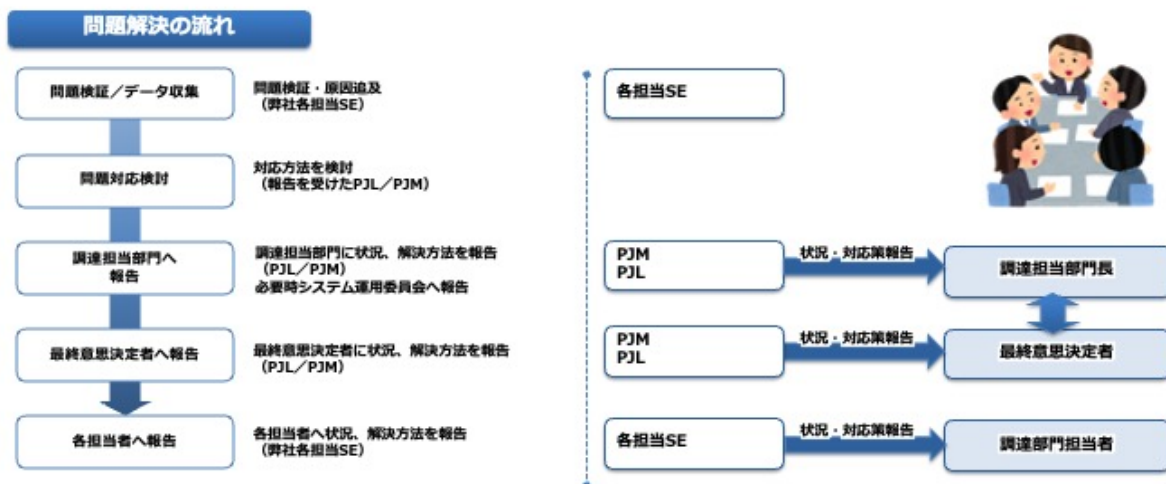 問題解決の流れ
問題検証／データ収集
問題検証・原因追及
（弊社各担当SE）
問題対応検討
対応方法を検討
（報告を受けたPJL／PJM）
調達担当部門へ
報告
調達担当部門に状況、解決方法を報告
（PJL／PJM）
必要時システム運用委員会へ報告
最終意思決定者へ報告
最終意思決定者に状況、解決方法を報告
（PJL／PJM）
各担当者へ報告
各担当者へ状況、解決方法を報告
（弊社各担当SE）
各担当SE
PJM
PJL
状況・対応策報告
調達担当部門長
PJM
PJL
状況・対応策報告
最終意思決定者
各担当SE
状況・対応策報告
調達部門担当者